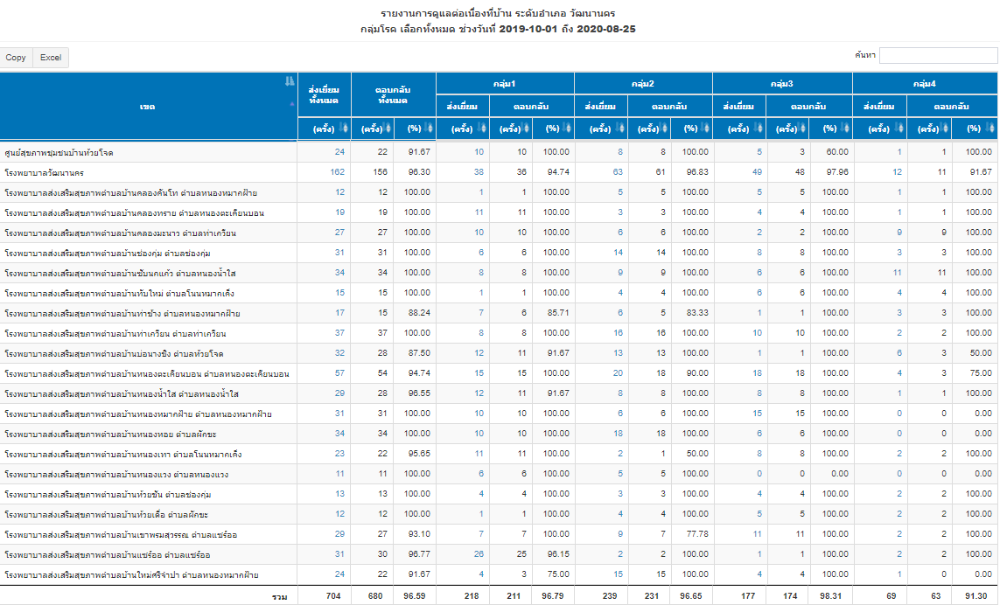 รายงานการดูแลต่อเนื่องที่บ้าน ระดับอำเภอ วัฒนานคร
กลุ่มโรค เลือกทั้งหมด ช่วงวันที่ 2019-10-01 ถึง 2020-08-25
Copy Excel ค้นหา
เขต ส่งเยี่ยมทั้งหมด ตอบกลับทั้งหมด กลุ่ม1 กลุ่ม2 กลุ่ม3 กลุ่ม4
ส่งเยี่ยม ตอบกลับ ส่งเยี่ยม ตอบกลับ ส่งเยี่ยม ตอบกลับ ส่งเยี่ยม ตอบกลับ
(ครั้ง) (ครั้ง) (%) (ครั้ง) (ครั้ง) (%) (ครั้ง) (ครั้ง) (%) (ครั้ง) (ครั้ง) (%) (ครั้ง) (ครั้ง) (%)
ศูนย์สุขภาพชุมชนบ้านห้วยโจด 24 22 91.67 10 10 100.00 8 8 100.00 5 3 60.00 1 1 100.00
โรงพยาบาลวัฒนานคร 162 156 96.30 38 36 94.74 63 61 96.83 49 48 97.96 12 11 91.67
โรงพยาบาลส่งเสริมสุขภาพตำบลบ้านคลองคันโท ตำบลหนองหมากฝ้าย 12 12 100.00 1 1 100.00 5 5 100.00 5 5 100.00 1 1 100.00
โรงพยาบาลส่งเสริมสุขภาพตำบลบ้านคลองทราย ตำบลหนองตะเคียนบอน 19 19 100.00 11 11 100.00 3 3 100.00 4 4 100.00 1 1 100.00
โรงพยาบาลส่งเสริมสุขภาพตำบลบ้านคลองมะนาว ตำบลท่าเกวียน 27 27 100.00 10 10 100.00 6 6 100.00 2 2 100.00 9 9 100.00
โรงพยาบาลส่งเสริมสุขภาพตำบลบ้านช่องกุ่ม ตำบลช่องกุ่ม 31 31 100.00 6 6 100.00 14 14 100.00 8 8 100.00 3 3 100.00
โรงพยาบาลส่งเสริมสุขภาพตำบลบ้านซับนกแก้ว ตำบลหนองน้ำใส 34 34 100.00 8 8 100.00 9 9 100.00 6 6 100.00 11 11 100.00
โรงพยาบาลส่งเสริมสุขภาพตำบลบ้านทับใหม่ ตำบลโนนหมากเค็ง 15 15 100.00 1 1 100.00 4 4 100.00 6 6 100.00 4 4 100.00
โรงพยาบาลส่งเสริมสุขภาพตำบลบ้านท่าช้าง ตำบลหนองหมากฝ้าย 17 15 88.24 7 6 85.71 6 5 83.33 1 1 100.00 3 3 100.00
โรงพยาบาลส่งเสริมสุขภาพตำบลบ้านท่าเกวียน ตำบลท่าเกวียน 37 37 100.00 8 8 100.00 16 16 100.00 10 10 100.00 2 2 100.00
โรงพยาบาลส่งเสริมสุขภาพตำบลบ้านบ่อนางชิง ตำบลห้วยโจด 32 28 87.50 12 11 91.67 13 13 100.00 1 1 100.00 6 3 50.00
โรงพยาบาลส่งเสริมสุขภาพตำบลบ้านหนองตะเคียนบอน ตำบลหนองตะเคียนบอน 57 54 94.74 15 15 100.00 20 18 90.00 18 18 100.00 4 3 75.00
โรงพยาบาลส่งเสริมสุขภาพตำบลบ้านหนองน้ำใส ตำบลหนองน้ำใส 29 28 96.55 12 11 91.67 8 8 100.00 8 8 100.00 1 1 100.00
โรงพยาบาลส่งเสริมสุขภาพตำบลบ้านหนองหมากฝ้าย ตำบลหนองหมากฝ้าย 31 31 100.00 10 10 100.00 6 6 100.00 15 15 100.00 0 0 0.00
โรงพยาบาลส่งเสริมสุขภาพตำบลบ้านหนองหอย ตำบลผักขะ 34 34 100.00 10 10 100.00 18 18 100.00 6 6 100.00 0 0 0.00
โรงพยาบาลส่งเสริมสุขภาพตำบลบ้านหนองเทา ตำบลโนนหมากเค็ง 23 22 95.65 11 11 100.00 2 1 50.00 8 8 100.00 2 2 100.00
โรงพยาบาลส่งเสริมสุขภาพตำบลบ้านหนองแวง ตำบลหนองแวง 11 11 100.00 6 6 100.00 5 5 100.00 0 0 0.00 0 0 0.00
โรงพยาบาลส่งเสริมสุขภาพตำบลบ้านห้วยชัน ตำบลช่องกุ่ม 13 13 100.00 4 4 100.00 3 3 100.00 4 4 100.00 2 2 100.00
โรงพยาบาลส่งเสริมสุขภาพตำบลบ้านห้วยเดื่อ ตำบลผักขะ 12 12 100.00 1 1 100.00 4 4 100.00 5 5 100.00 2 2 100.00
โรงพยาบาลส่งเสริมสุขภาพตำบลบ้านเขาพรมสุวรรณ ตำบลแซร์ออ 29 27 93.10 7 7 100.00 9 7 77.78 11 11 100.00 2 2 100.00
โรงพยาบาลส่งเสริมสุขภาพตำบลบ้านแซร์ออ ตำบลแซร์ออ 31 30 96.77 26 25 96.15 2 2 100.00 1 1 100.00 2 2 100.00
โรงพยาบาลส่งเสริมสุขภาพตำบลบ้านใหม่ศรีจำปา ตำบลหนองหมากฝ้าย 24 22 91.67 4 3 75.00 15 15 100.00 4 4 100.00 1 0 0.00
รวม 704 680 96.59 218 211 96.79 239 231 96.65 177 174 98.31 69 63 91.30